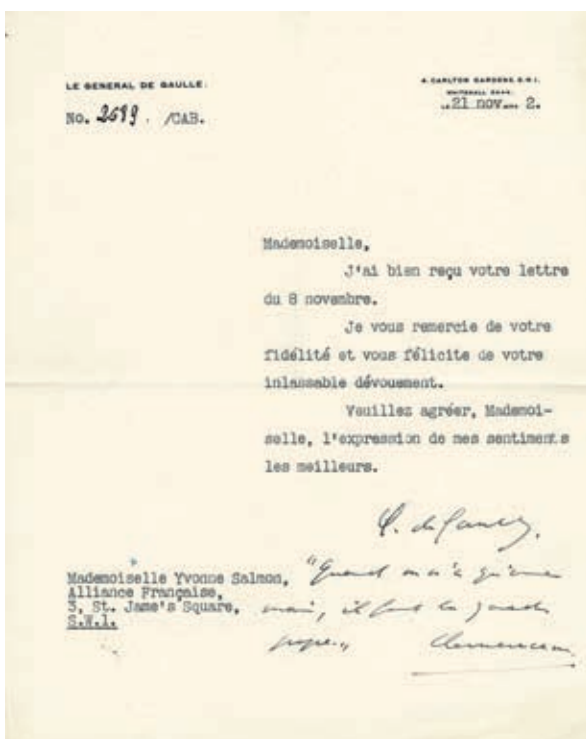 LE GENERAL DE GAULLE.
4, CARLTON GARDENS, S.W.1.
WHITEHALL
No. 2699. /CAB.
21 nov. 2.
Mademoiselle,
J'ai bien reçu votre lettre
du 8 novembre.
Je vous remercie de votre
fidélité et vous félicite de votre
inlassable dévouement.
Veuillez agréer, Mademoi-
selle, l'expression de mes sentiments
les meilleurs.
C. de Gaulle.
Mademoiselle Yvonne Salmon,
Alliance Française,
3, St. Jame's Square,
S.W.1.
"Quand on n'a qu'une
main, il faut la garder
propre"
Clemenceau